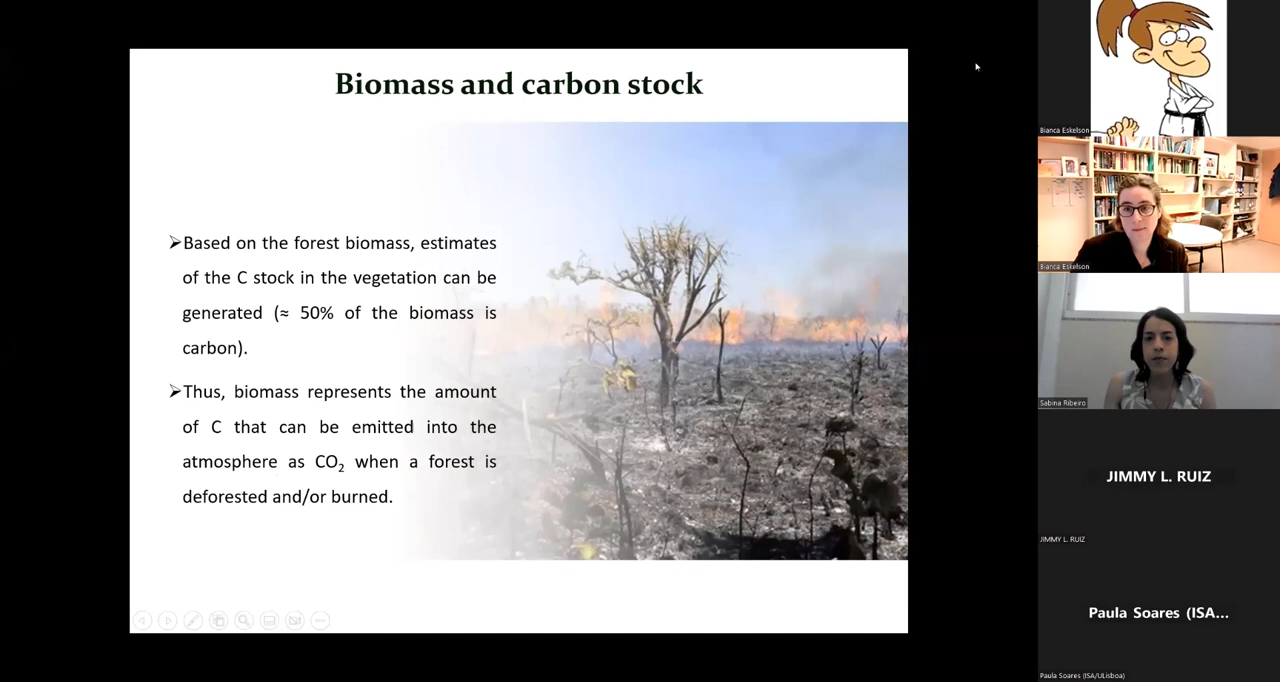 Biomass and carbon stock
➢Based on the forest biomass, estimates
of the C stock in the vegetation can be
generated (≈ 50% of the biomass is
carbon).
➢Thus, biomass represents the amount
of C that can be emitted into the
atmosphere as CO₂ when a forest is
deforested and/or burned.
Bianca Eskelson
Bianca Eskelson
Sabina Ribeiro
JIMMY L. RUIZ
JIMMY L. RUIZ
Paula Soares (ISA...
Paula Soares (ISA/ULisboa)